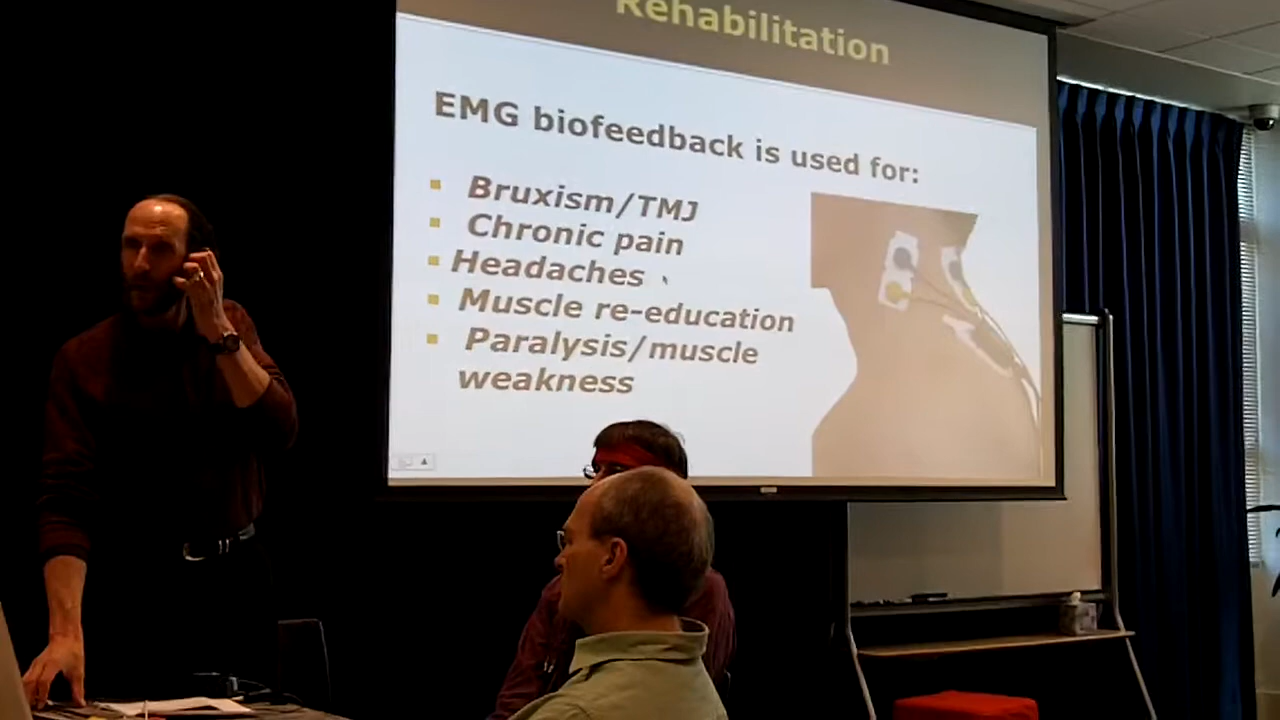 Rehabilitation
EMG biofeedback is used for:
Bruxism/TMJ
Chronic pain
Headaches
Muscle re-education
Paralysis/muscle
weakness